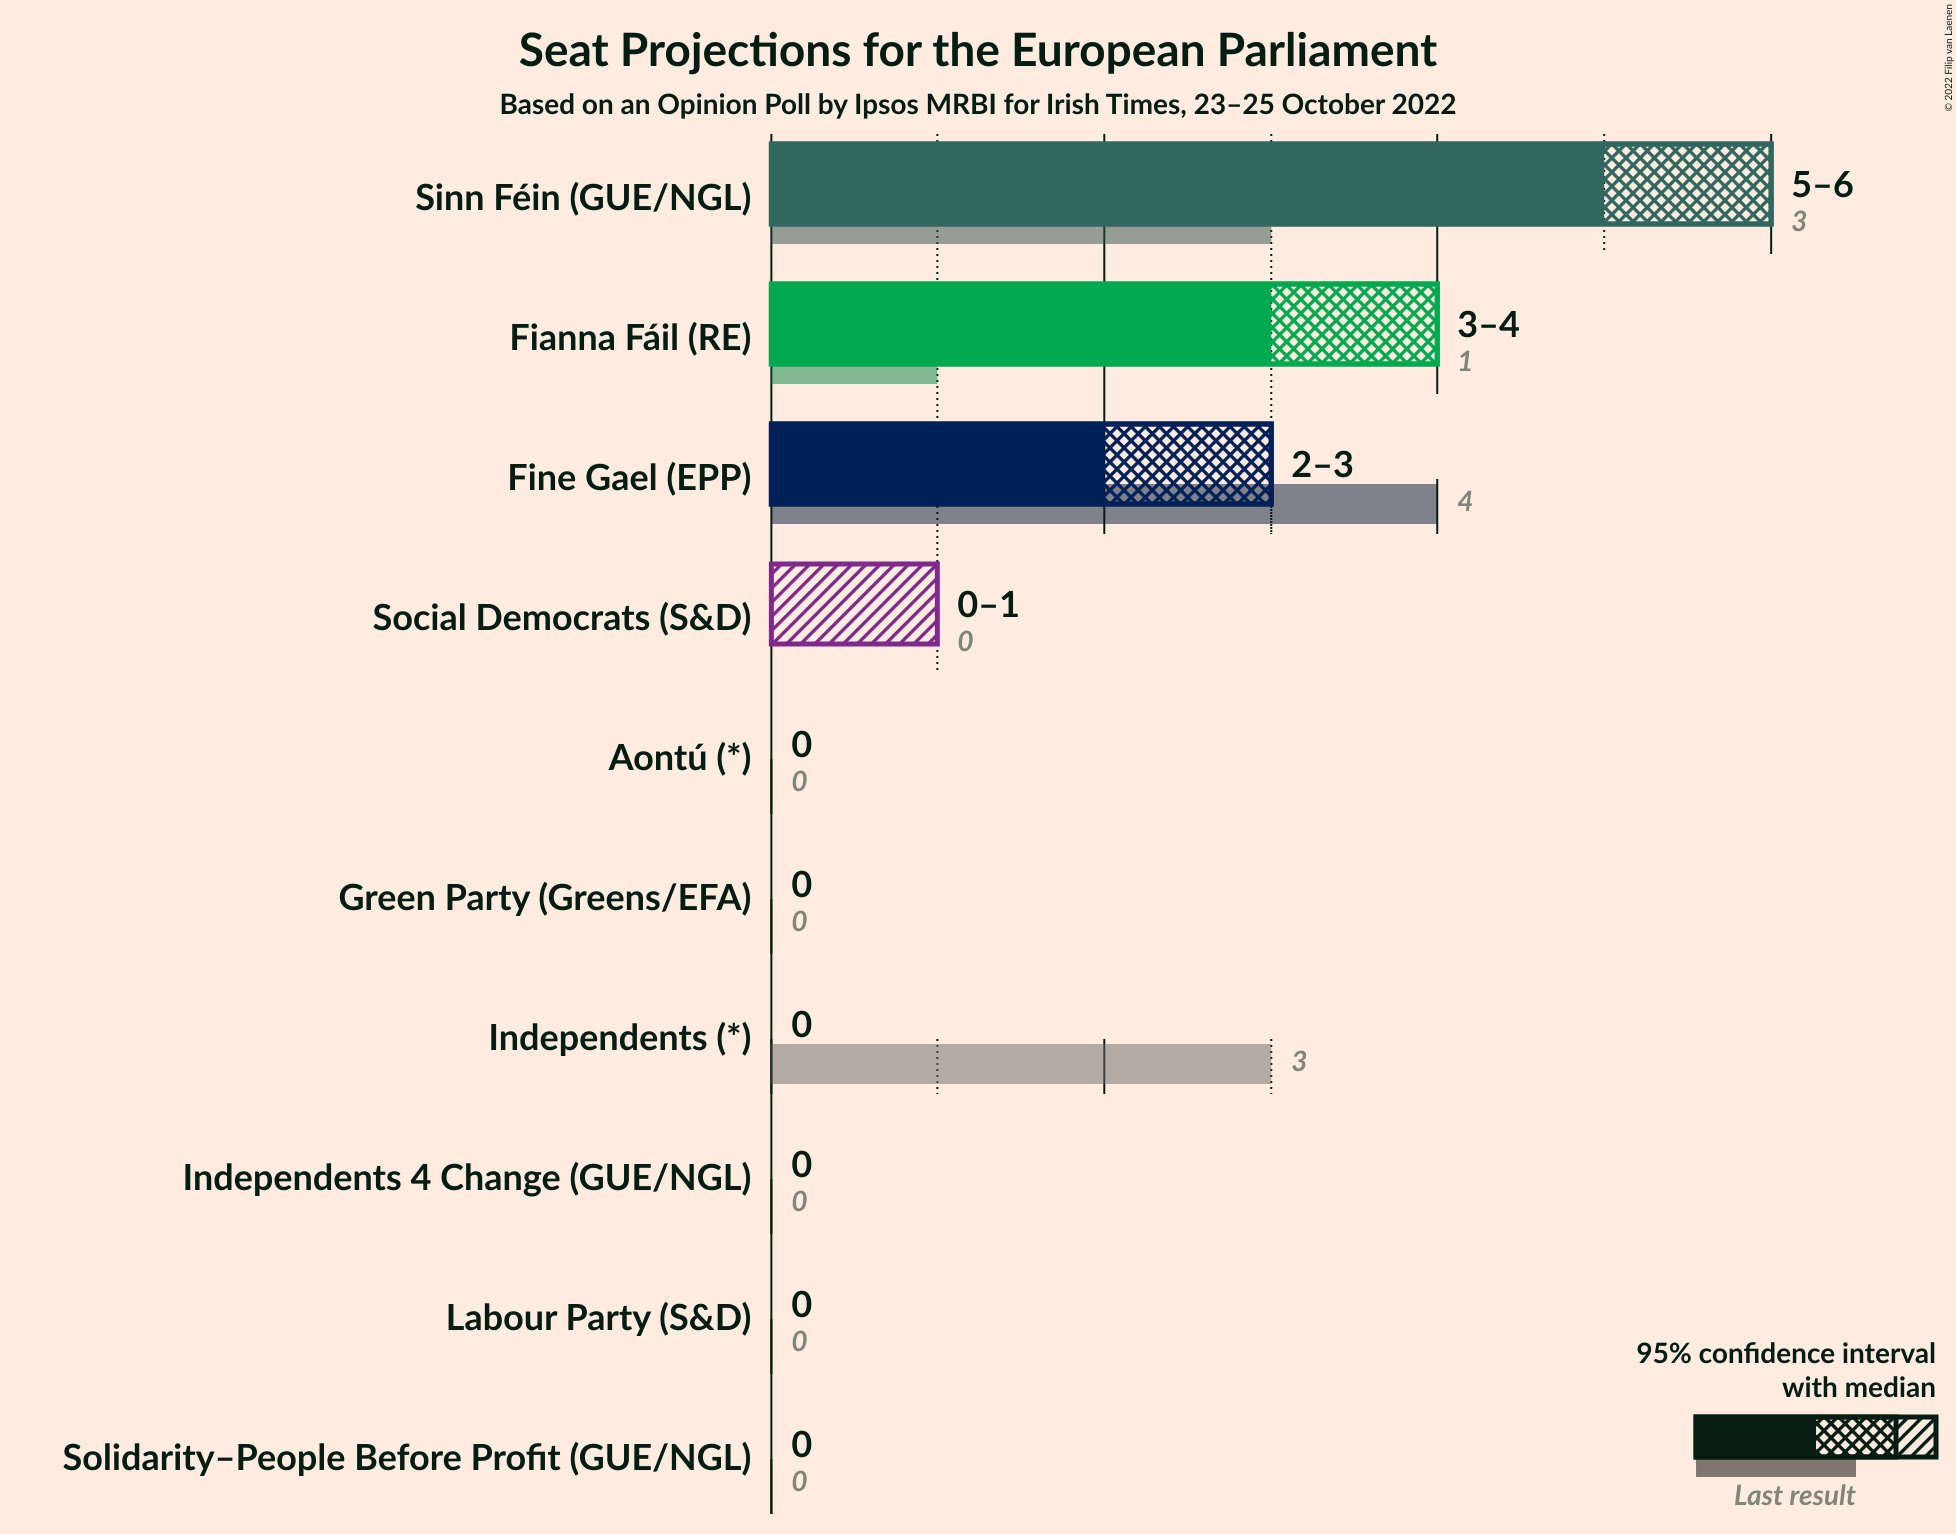 Seat Projections for the European Parliament
Based on an Opinion Poll by Ipsos MRBI for Irish Times, 23–25 October 2022
© 2022 Filip van Laenen
Sinn Féin (GUE/NGL)
5–6
3
Fianna Fáil (RE)
3–4
1
Fine Gael (EPP)
2–3
4
Social Democrats (S&D)
0–1
0
Aontú (*)
0
0
Green Party (Greens/EFA)
0
0
Independents (*)
0
3
Independents 4 Change (GUE/NGL)
0
0
Labour Party (S&D)
0
0
Solidarity–People Before Profit (GUE/NGL)
0
0
95% confidence interval
with median
Last result